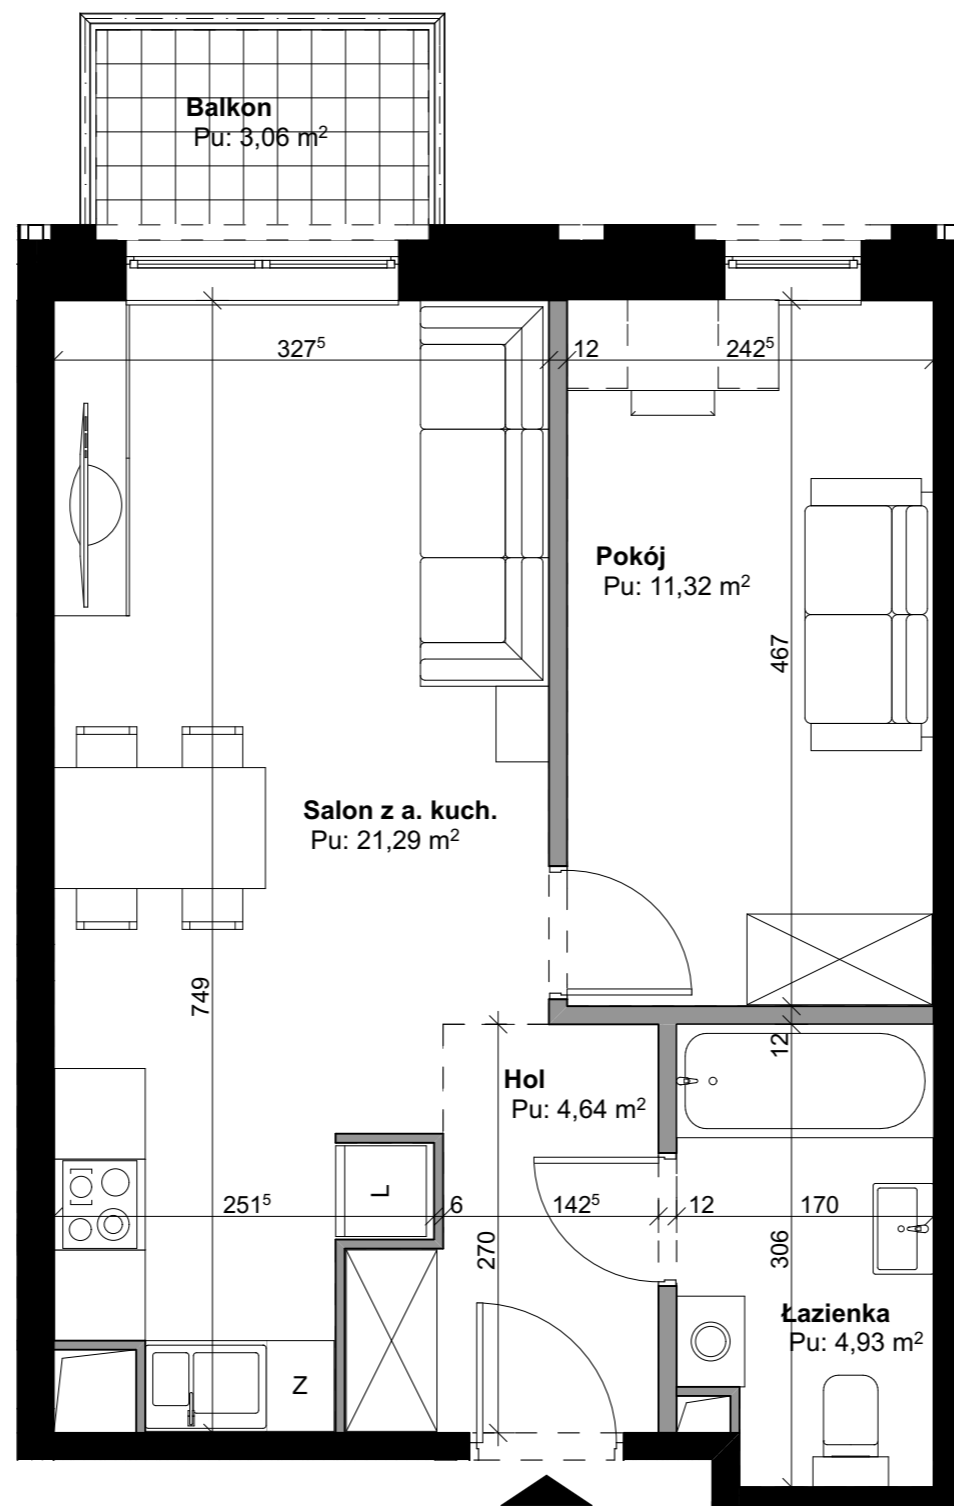 Balkon
Pu: 3,06 m²
327⁵
12
242⁵
Pokój
Pu: 11,32 m²
467
Salon z a. kuch.
Pu: 21,29 m²
749
12
Hol
Pu: 4,64 m²
L
251⁵
6
142⁵
12
170
270
306
Łazienka
Pu: 4,93 m²
Z